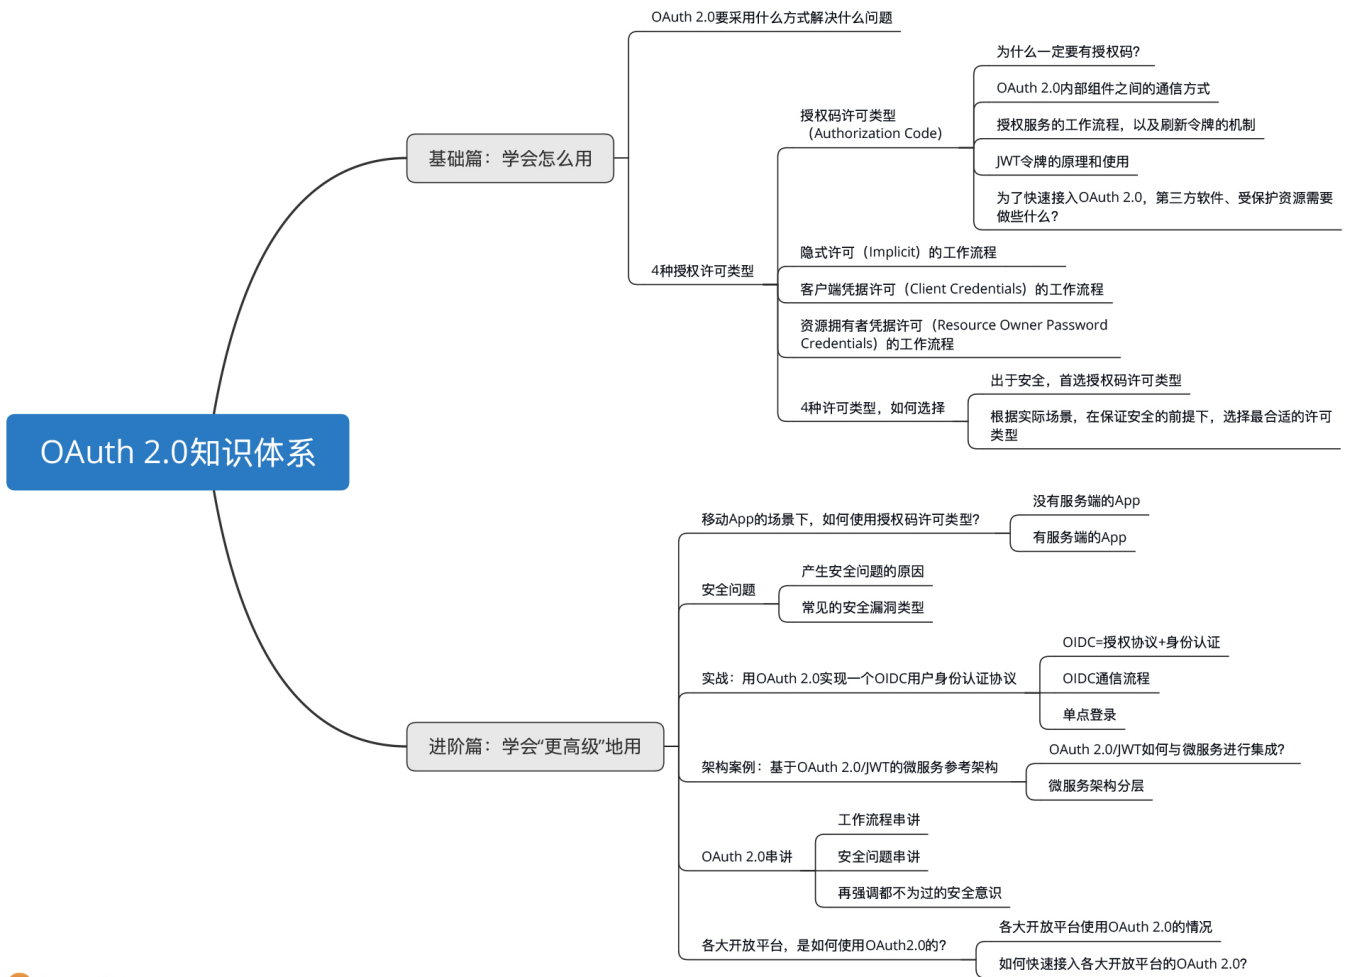 OAuth 2.0知识体系
基础篇：学会怎么用
OAuth 2.0要采用什么方式解决什么问题
4种授权许可类型
授权码许可类型
（Authorization Code）
为什么一定要有授权码？
OAuth 2.0内部组件之间的通信方式
授权服务的工作流程，以及刷新令牌的机制
JWT令牌的原理和使用
为了快速接入OAuth 2.0，第三方软件、受保护资源需要
做些什么？
隐式许可（Implicit）的工作流程
客户端凭据许可（Client Credentials）的工作流程
资源拥有者凭据许可（Resource Owner Password
Credentials）的工作流程
4种许可类型，如何选择
出于安全，首选授权码许可类型
根据实际场景，在保证安全的前提下，选择最合适的许可
类型
进阶篇：学会“更高级”地用
移动App的场景下，如何使用授权码许可类型？
没有服务端的App
有服务端的App
安全问题
产生安全问题的原因
常见的安全漏洞类型
实战：用OAuth 2.0实现一个OIDC用户身份认证协议
OIDC=授权协议+身份认证
OIDC通信流程
单点登录
架构案例：基于OAuth 2.0/JWT的微服务参考架构
OAuth 2.0/JWT如何与微服务进行集成？
微服务架构分层
OAuth 2.0串讲
工作流程串讲
安全问题串讲
再强调都不为过的安全意识
各大开放平台，是如何使用OAuth2.0的？
各大开放平台使用OAuth 2.0的情况
如何快速接入各大开放平台的OAuth 2.0？